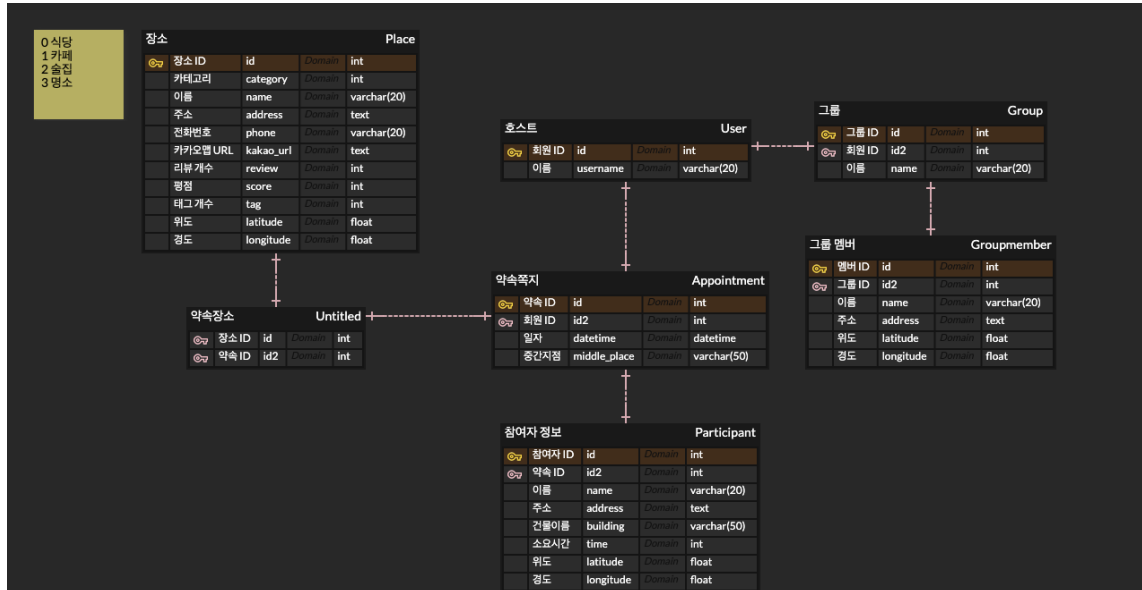 0 식당
1 카페
2 술집
3 명소
장소 Place
장소 ID id Domain int
카테고리 category Domain int
이름 name Domain varchar(20)
주소 address Domain text
전화번호 phone Domain varchar(20)
카카오맵 URL kakao_url Domain text
리뷰 개수 review Domain int
평점 score Domain int
태그 개수 tag Domain int
위도 latitude Domain float
경도 longitude Domain float
호스트 User
회원 ID id Domain int
이름 username Domain varchar(20)
그룹 Group
그룹 ID id Domain int
회원 ID id2 Domain int
이름 name Domain varchar(20)
그룹 멤버 Groupmember
멤버 ID id Domain int
그룹 ID id2 Domain int
이름 name Domain varchar(20)
주소 address Domain text
위도 latitude Domain float
경도 longitude Domain float
약속쪽지 Appointment
약속 ID id Domain int
회원 ID id2 Domain int
일자 datetime Domain datetime
중간지점 middle_place Domain varchar(50)
약속장소 Untitled
장소 ID id Domain int
약속 ID id2 Domain int
참여자 정보 Participant
참여자 ID id Domain int
약속 ID id2 Domain int
이름 name Domain varchar(20)
주소 address Domain text
건물이름 building Domain varchar(50)
소요시간 time Domain int
위도 latitude Domain float
경도 longitude Domain float